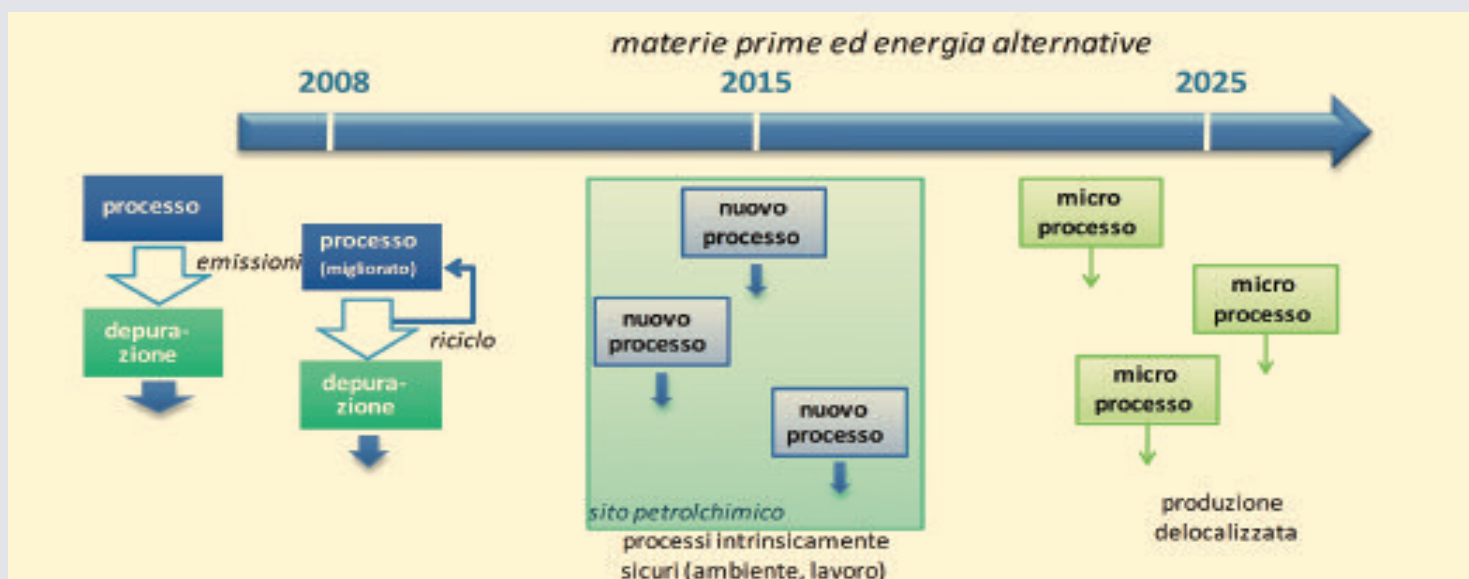 materie prime ed energia alternative
2008
2015
2025
processo
emissioni
depura-
zione
processo
(migliorato)
riciclo
depura-
zione
nuovo
processo
nuovo
processo
nuovo
processo
sito petrolchimico
processi intrinsicamente
sicuri (ambiente, lavoro)
micro
processo
micro
processo
micro
processo
produzione
delocalizzata